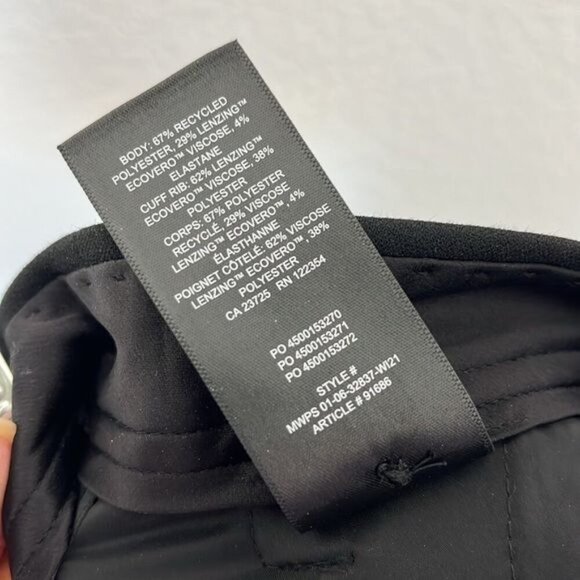 BODY: 67% RECYCLED
POLYESTER, 29% LENZING™
ECOVERO™ VISCOSE, 4%
ELASTANE
CUFF RIB: 62% LENZING™
ECOVERO™ VISCOSE, 38%
POLYESTER
CORPS: 67% POLYESTER
RECYCLÉ, 29% VISCOSE
LENZING™ ECOVERO™, 4%
ÉLASTHANNE
POIGNET CÔTELÉ: 62% VISCOSE
LENZING™ ECOVERO™, 38%
POLYESTER
CA 23725 RN 122354
PO 4500153270
PO 4500153271
PO 4500153272
STYLE #
MWPS 01-06-32837-WI21
ARTICLE # 91686